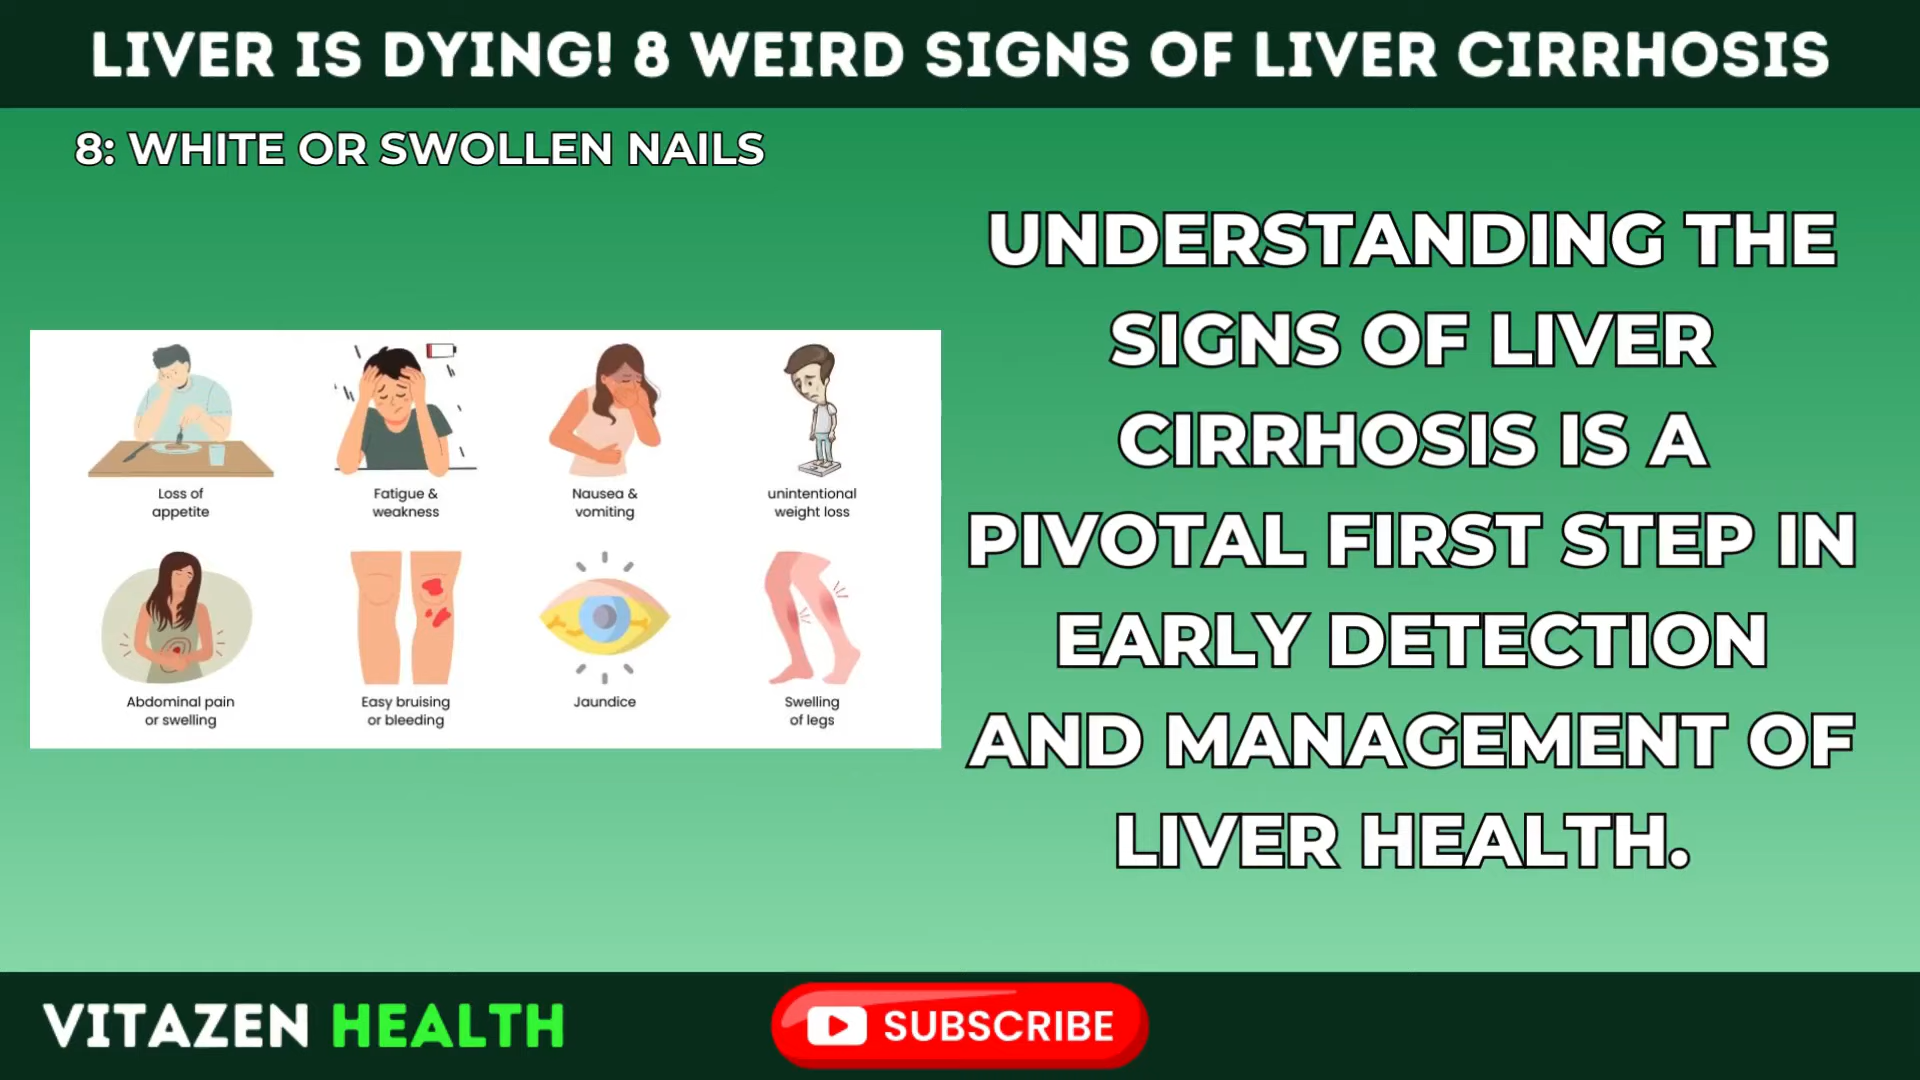 LIVER IS DYING! 8 WEIRD SIGNS OF LIVER CIRRHOSIS
8: WHITE OR SWOLLEN NAILS
UNDERSTANDING THE
SIGNS OF LIVER
CIRRHOSIS IS A
PIVOTAL FIRST STEP IN
EARLY DETECTION
AND MANAGEMENT OF
LIVER HEALTH.
Loss of
appetite
Fatigue &
weakness
Nausea &
vomiting
unintentional
weight loss
Abdominal pain
or swelling
Easy bruising
or bleeding
Jaundice
Swelling
of legs
VITAZEN HEALTH
SUBSCRIBE